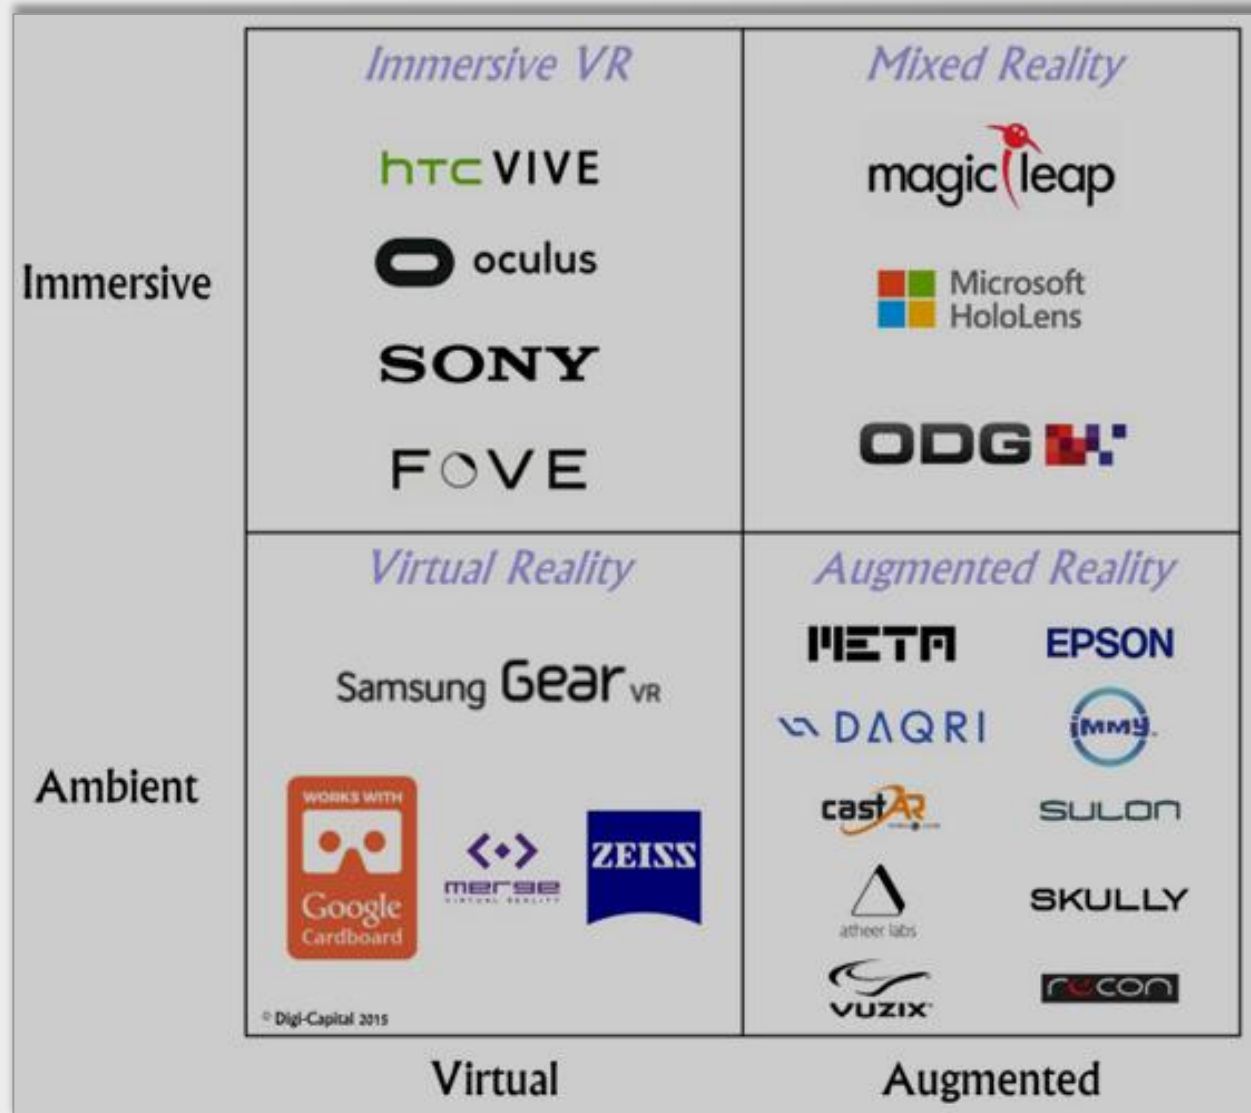 Immersive VR
htc VIVE
oculus
SONY
FOVE
Mixed Reality
magic leap
Microsoft
HoloLens
ODG
Immersive
Virtual Reality
Samsung Gear VR
WORKS WITH
Google
Cardboard
merge
VIRTUAL REALITY
ZEISS
© Digi-Capital 2015
Augmented Reality
META EPSON
DAQRI iMMY
castAR SULON
atheer labs SKULLY
VUZIX recon
Ambient
Virtual Augmented